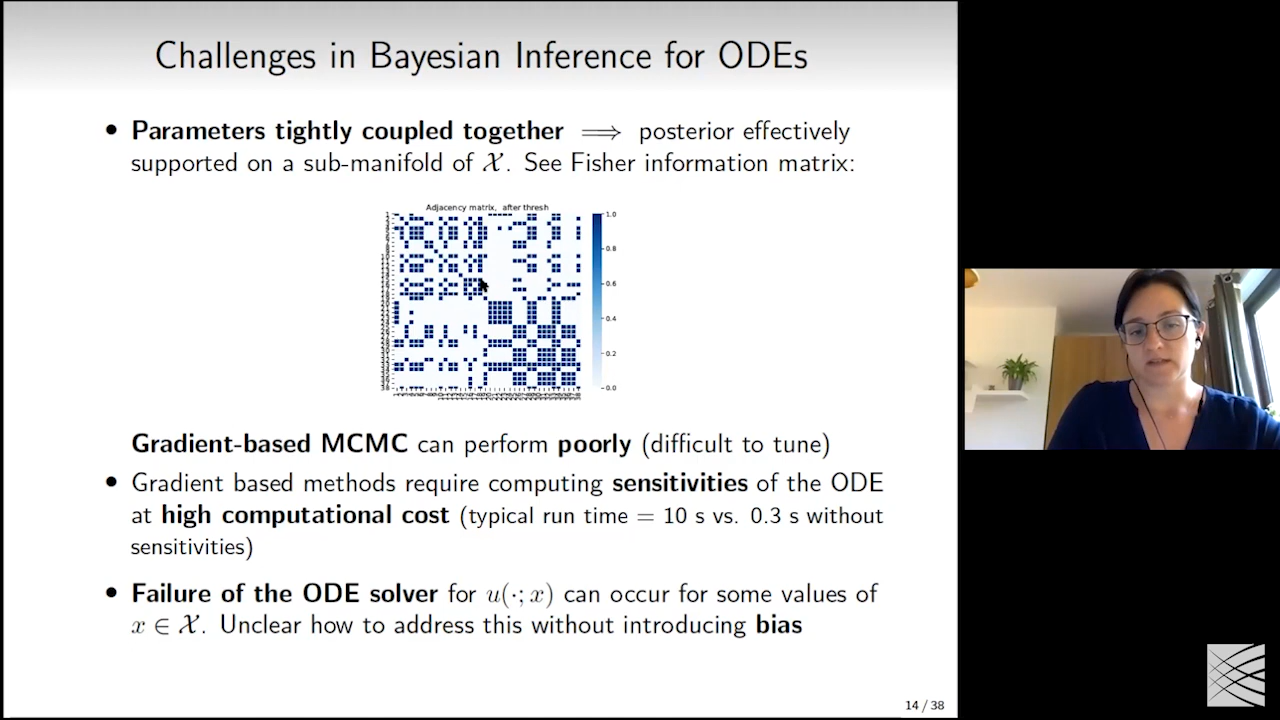 Challenges in Bayesian Inference for ODEs
• Parameters tightly coupled together ⟹ posterior effectively
supported on a sub-manifold of 𝒳. See Fisher information matrix:
Adjacency matrix, after thresh
1.0
0.8
0.6
0.4
0.2
0.0
Gradient-based MCMC can perform poorly (difficult to tune)
• Gradient based methods require computing sensitivities of the ODE
at high computational cost (typical run time = 10 s vs. 0.3 s without
sensitivities)
• Failure of the ODE solver for u(·; x) can occur for some values of
x ∈ 𝒳. Unclear how to address this without introducing bias
14 / 38